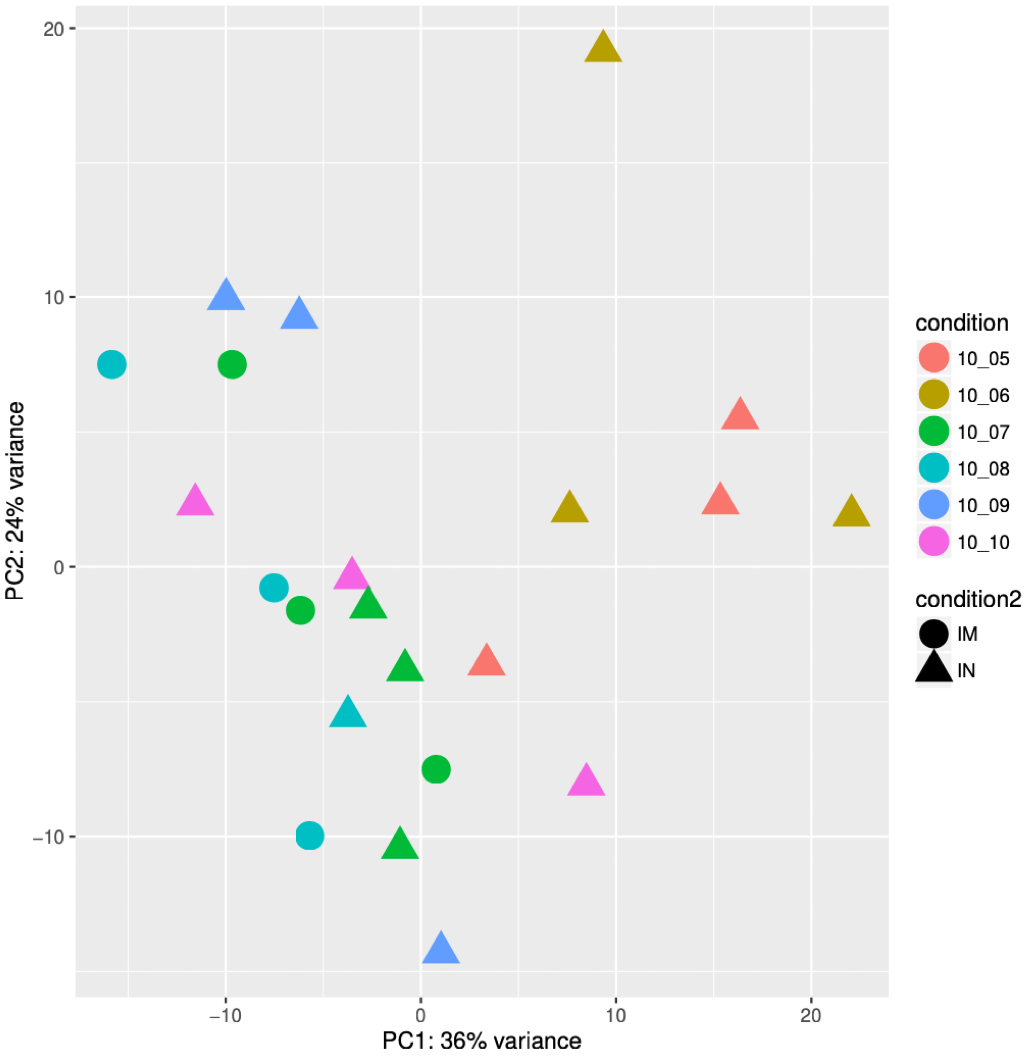 20
10
0
−10
PC2: 24% variance
−10
0
10
20
PC1: 36% variance
condition
10_05
10_06
10_07
10_08
10_09
10_10
condition2
IM
IN